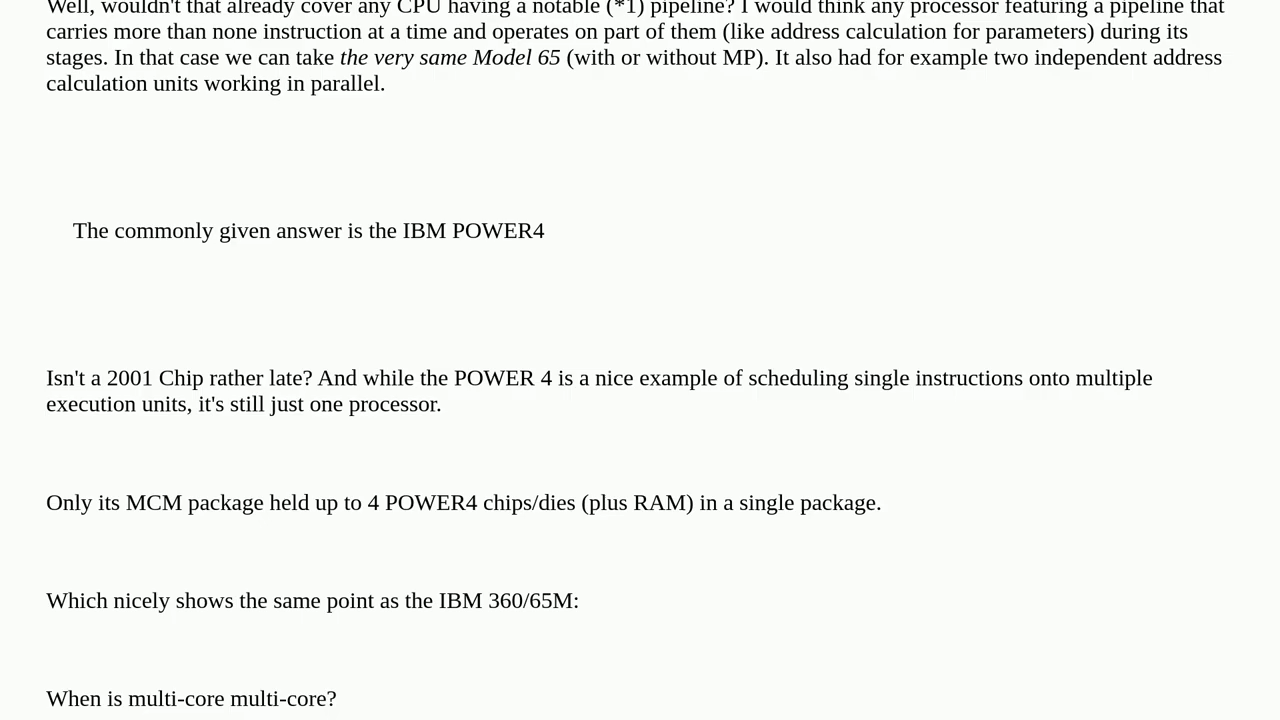 Well, wouldn't that already cover any CPU having a notable (*1) pipeline? I would think any processor featuring a pipeline that
carries more than none instruction at a time and operates on part of them (like address calculation for parameters) during its
stages. In that case we can take the very same Model 65 (with or without MP). It also had for example two independent address
calculation units working in parallel.
The commonly given answer is the IBM POWER4
Isn't a 2001 Chip rather late? And while the POWER 4 is a nice example of scheduling single instructions onto multiple
execution units, it's still just one processor.
Only its MCM package held up to 4 POWER4 chips/dies (plus RAM) in a single package.
Which nicely shows the same point as the IBM 360/65M:
When is multi-core multi-core?